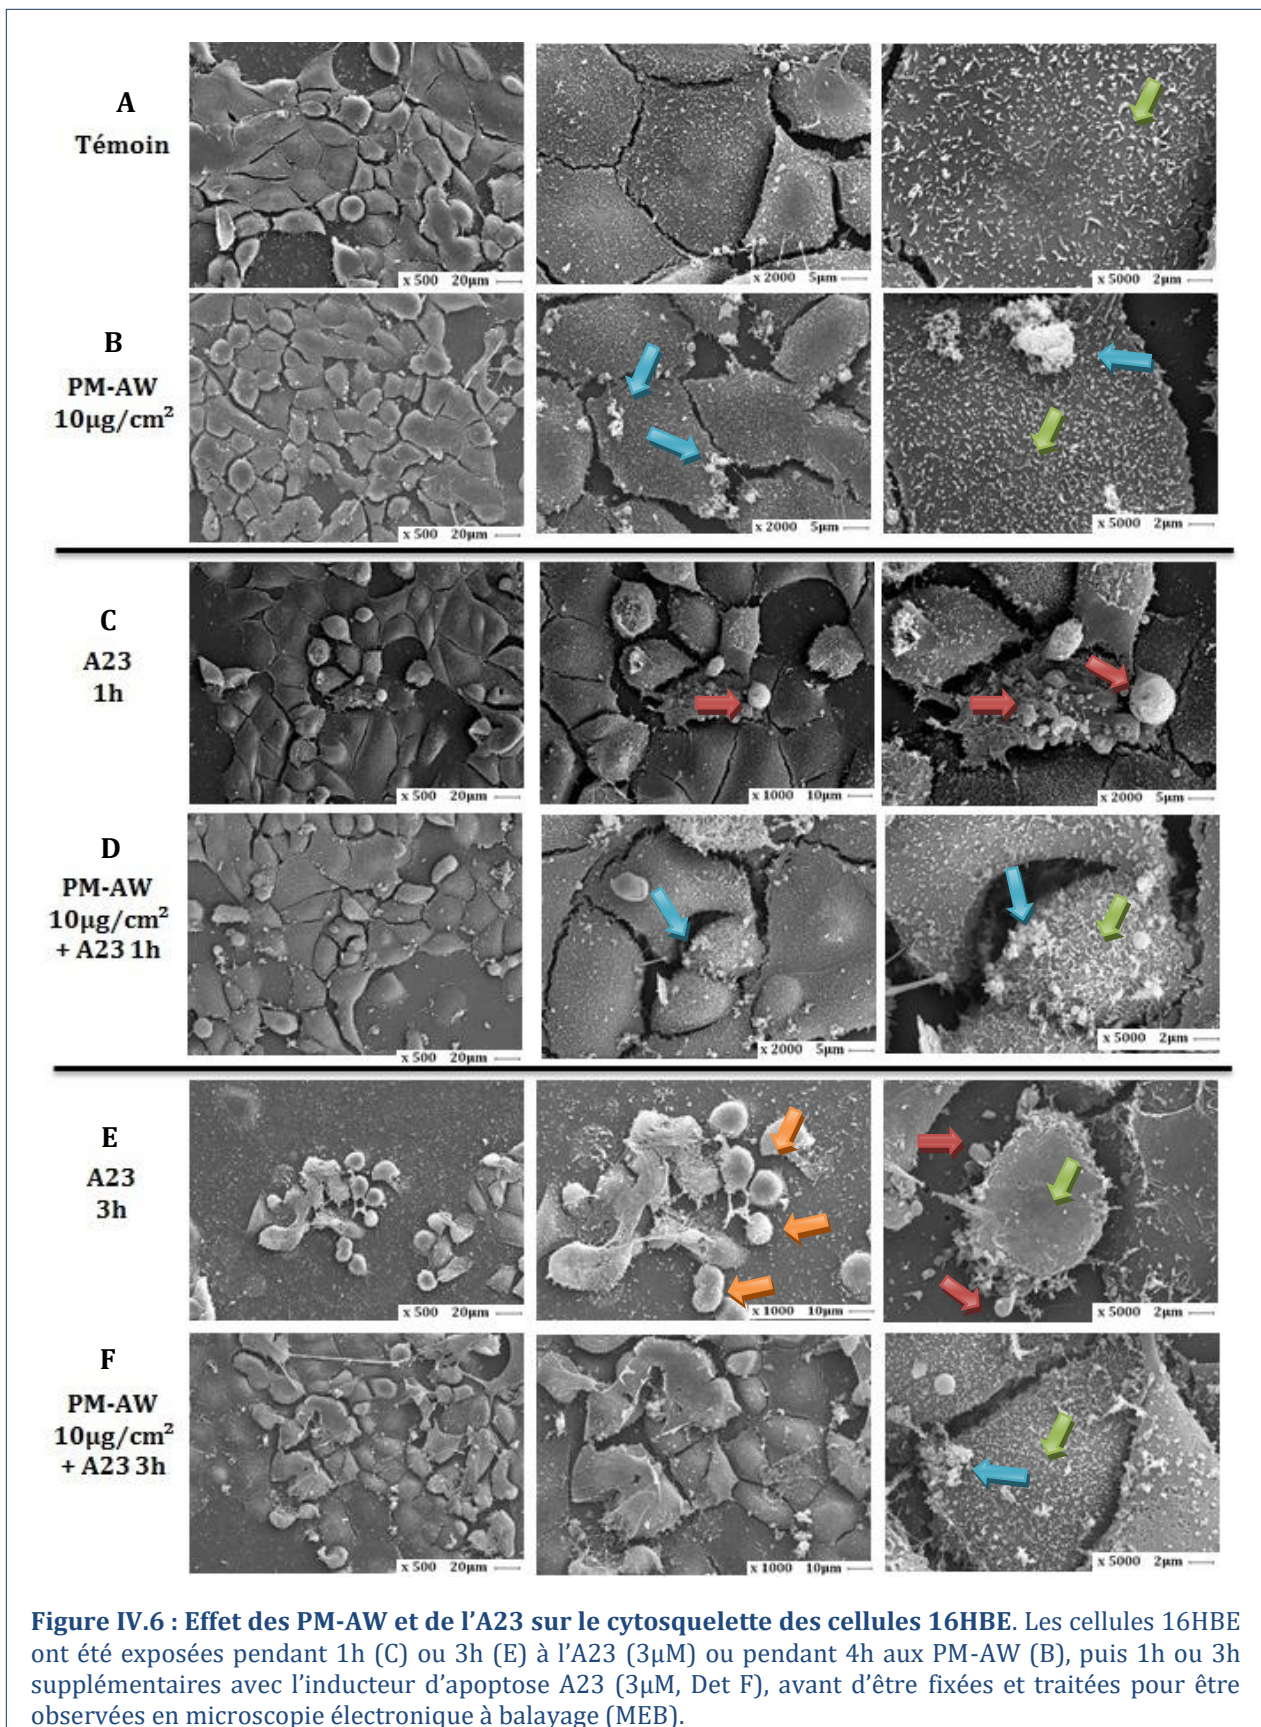 A
Témoin
x 500 20µm
x 2000 5µm
x 5000 2µm
B
PM-AW
10µg/cm²
x 500 20µm
x 2000 5µm
x 5000 2µm
C
A23
1h
x 500 20µm
x 1000 10µm
x 2000 5µm
D
PM-AW
10µg/cm²
+ A23 1h
x 500 20µm
x 2000 5µm
x 5000 2µm
E
A23
3h
x 500 20µm
x 1000 10µm
x 5000 2µm
F
PM-AW
10µg/cm²
+ A23 3h
x 500 20µm
x 1000 10µm
x 5000 2µm
Figure IV.6 : Effet des PM-AW et de l’A23 sur le cytosquelette des cellules 16HBE. Les cellules 16HBE
ont été exposées pendant 1h (C) ou 3h (E) à l’A23 (3µM) ou pendant 4h aux PM-AW (B), puis 1h ou 3h
supplémentaires avec l’inducteur d’apoptose A23 (3µM, Det F), avant d’être fixées et traitées pour être
observées en microscopie électronique à balayage (MEB).